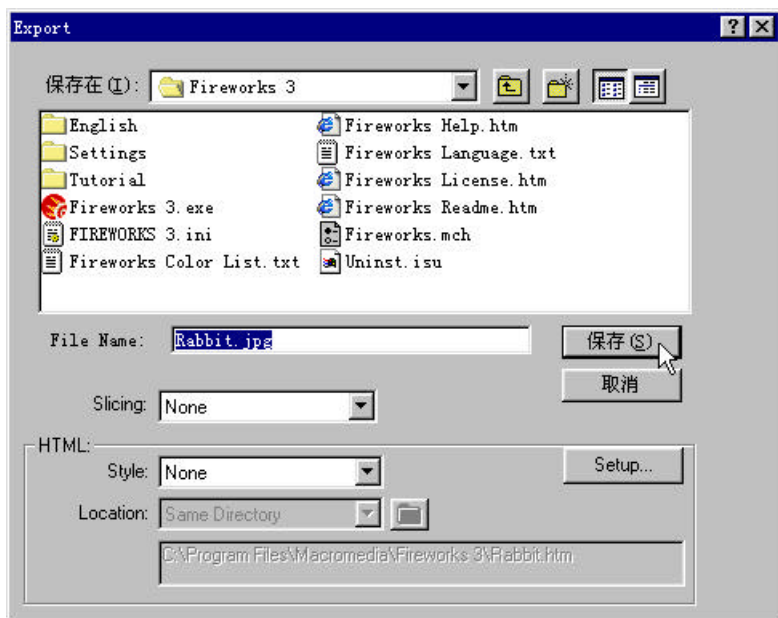 Export
保存在(I): Fireworks 3
English
Settings
Tutorial
Fireworks 3.exe
FIREWORKS 3.ini
Fireworks Color List.txt
Fireworks Help.htm
Fireworks Language.txt
Fireworks License.htm
Fireworks Readme.htm
Fireworks.mch
Uninst.isu
File Name: Rabbit.jpg
保存(S)
取消
Slicing: None
HTML:
Style: None
Setup...
Location: Same Directory
C:\Program Files\Macromedia\Fireworks 3\Rabbit.htm